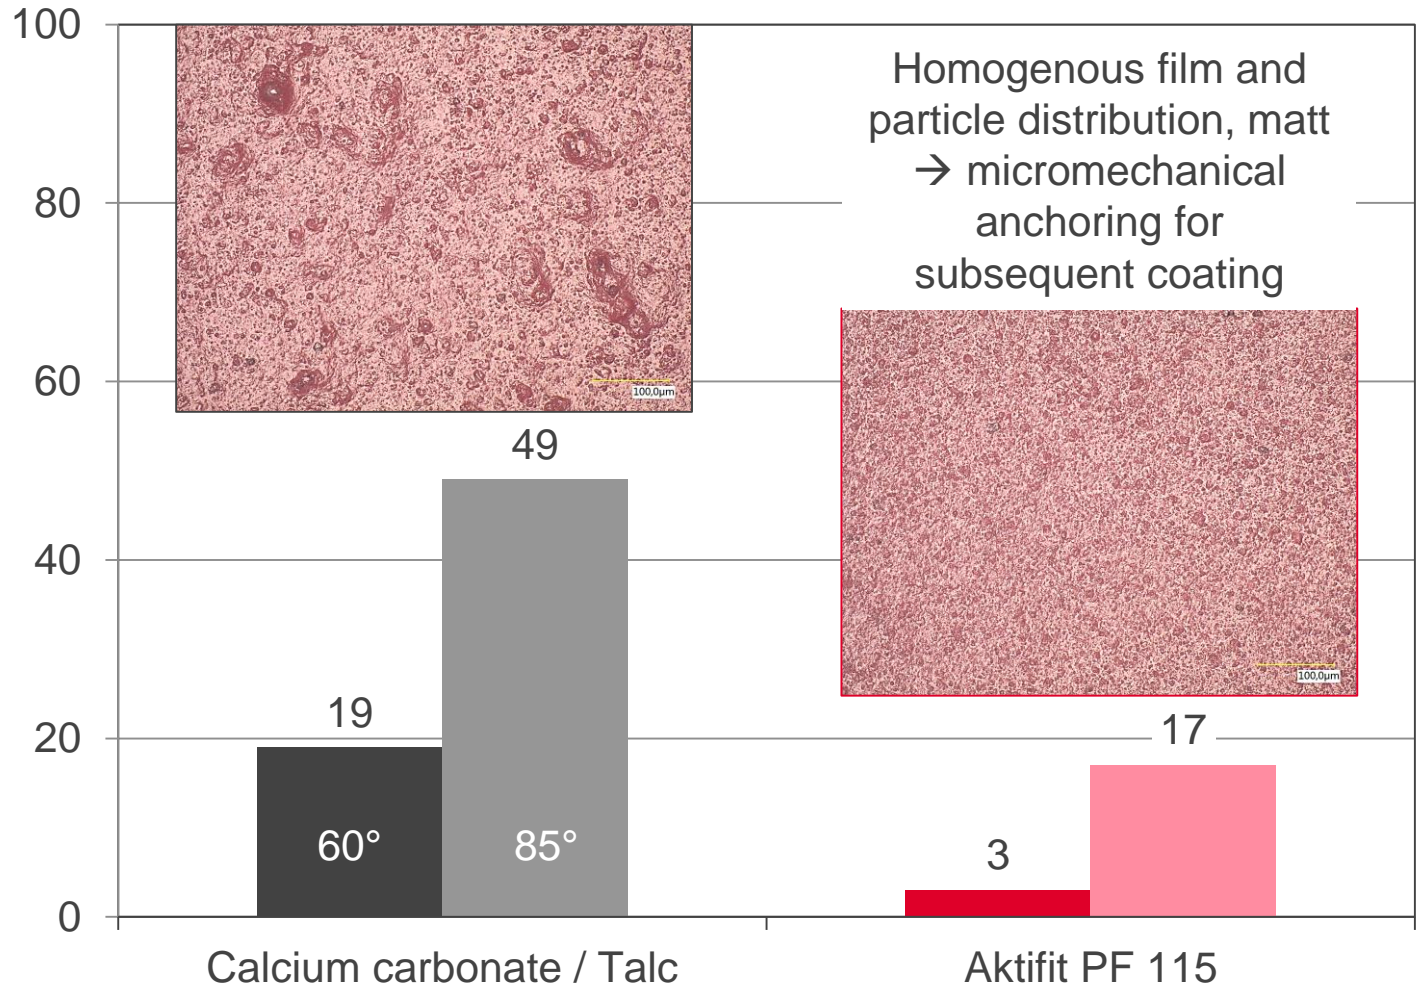 100
80
60
40
20
0
Homogenous film and
particle distribution, matt
→ micromechanical
anchoring for
subsequent coating
100,0µm
100,0µm
49
19
60°
85°
17
3
Calcium carbonate / Talc
Aktifit PF 115